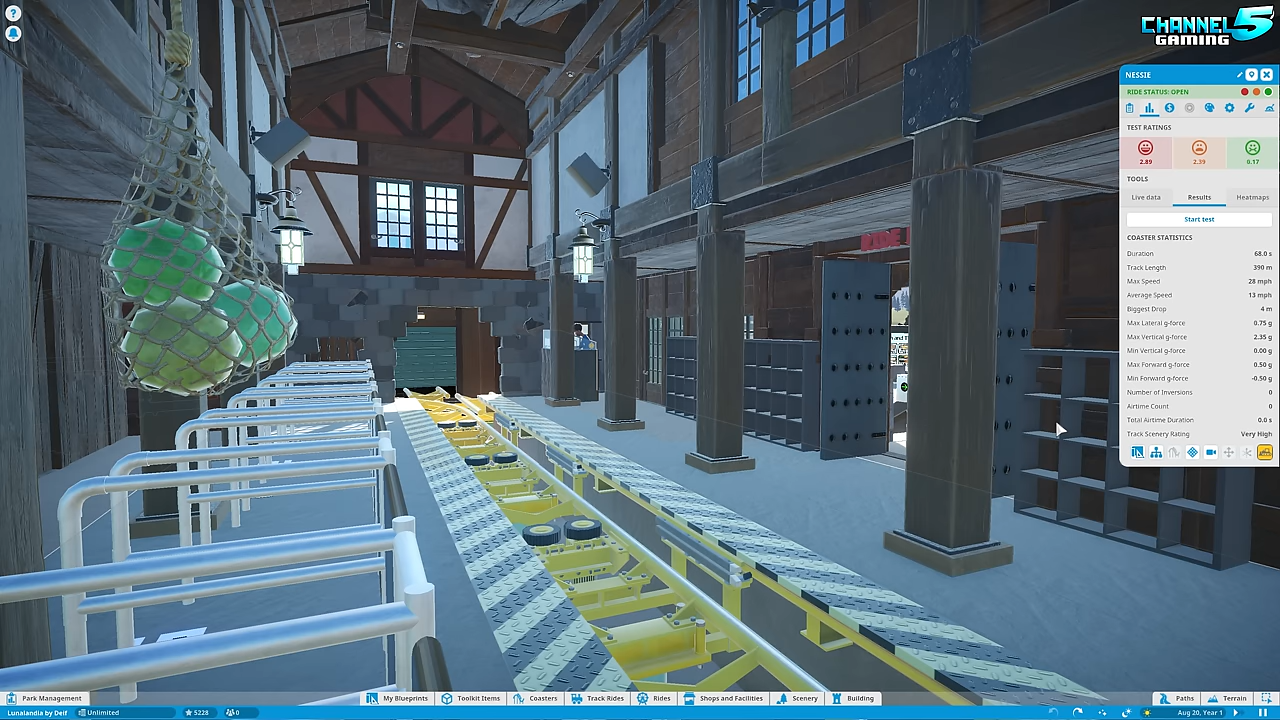 CHANNEL 5
GAMING
NESSIE
RIDE STATUS: OPEN
TEST RATINGS
2.89 2.39 0.17
TOOLS
Live data Results Heatmaps
Start test
COASTER STATISTICS
Duration 68.0 s
Track Length 390 m
Max Speed 28 mph
Average Speed 13 mph
Biggest Drop 4 m
Max Lateral g-force 0.75 g
Max Vertical g-force 2.35 g
Min Vertical g-force 0.00 g
Max Forward g-force 0.50 g
Min Forward g-force -0.50 g
Number of Inversions 0
Airtime Count 0
Total Airtime Duration 0.0 s
Track Scenery Rating Very High
RIDE
Park Management My Blueprints Toolkit Items Coasters Track Rides Rides Shops and Facilities Scenery Building Paths Terrain
Lunalandia by Delf Unlimited 5228 0 Aug 20, Year 1